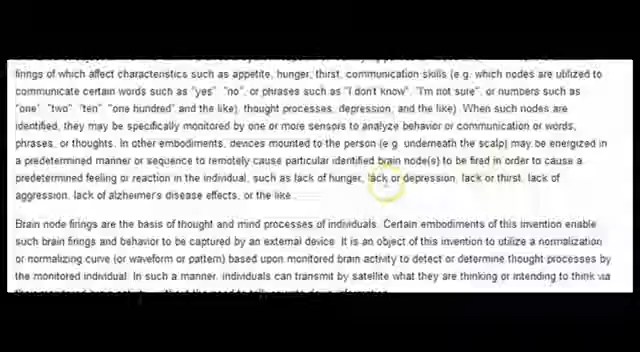 firings of which affect characteristics such as appetite, hunger, thirst, communication skills (e.g. which nodes are utilized to
communicate certain words such as "yes". "no", or phrases such as "I don't know". "I'm not sure", or numbers such as
"one". "two". "ten". "one hundred" and the like), thought processes, depression, and the like). When such nodes are
identified, they may be specifically monitored by one or more sensors to analyze behavior or communication or words,
phrases, or thoughts. In other embodiments, devices mounted to the person (e.g. underneath the scalp) may be energized in
a predetermined manner or sequence to remotely cause particular identified brain node(s) to be fired in order to cause a
predetermined feeling or reaction in the individual, such as lack of hunger, lack or depression, lack or thirst, lack of
aggression, lack of alzheimer's disease effects, or the like.
Brain node firings are the basis of thought and mind processes of individuals. Certain embodiments of this invention enable
such brain firings and behavior to be captured by an external device. It is an object of this invention to utilize a normalization
or normalizing curve (or waveform or pattern) based upon monitored brain activity to detect or determine thought processes by
the monitored individual. In such a manner, individuals can transmit by satellite what they are thinking or intending to think via